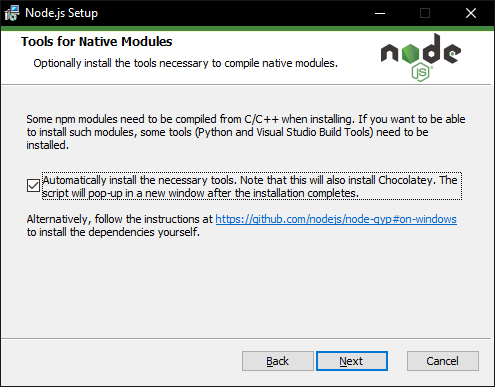 Node.js Setup
Tools for Native Modules
Optionally install the tools necessary to compile native modules.
node
JS
Some npm modules need to be compiled from C/C++ when installing. If you want to be able
to install such modules, some tools (Python and Visual Studio Build Tools) need to be
installed.
Automatically install the necessary tools. Note that this will also install Chocolatey. The
script will pop-up in a new window after the installation completes.
Alternatively, follow the instructions at https://github.com/nodejs/node-gyp#on-windows
to install the dependencies yourself.
Back
Next
Cancel